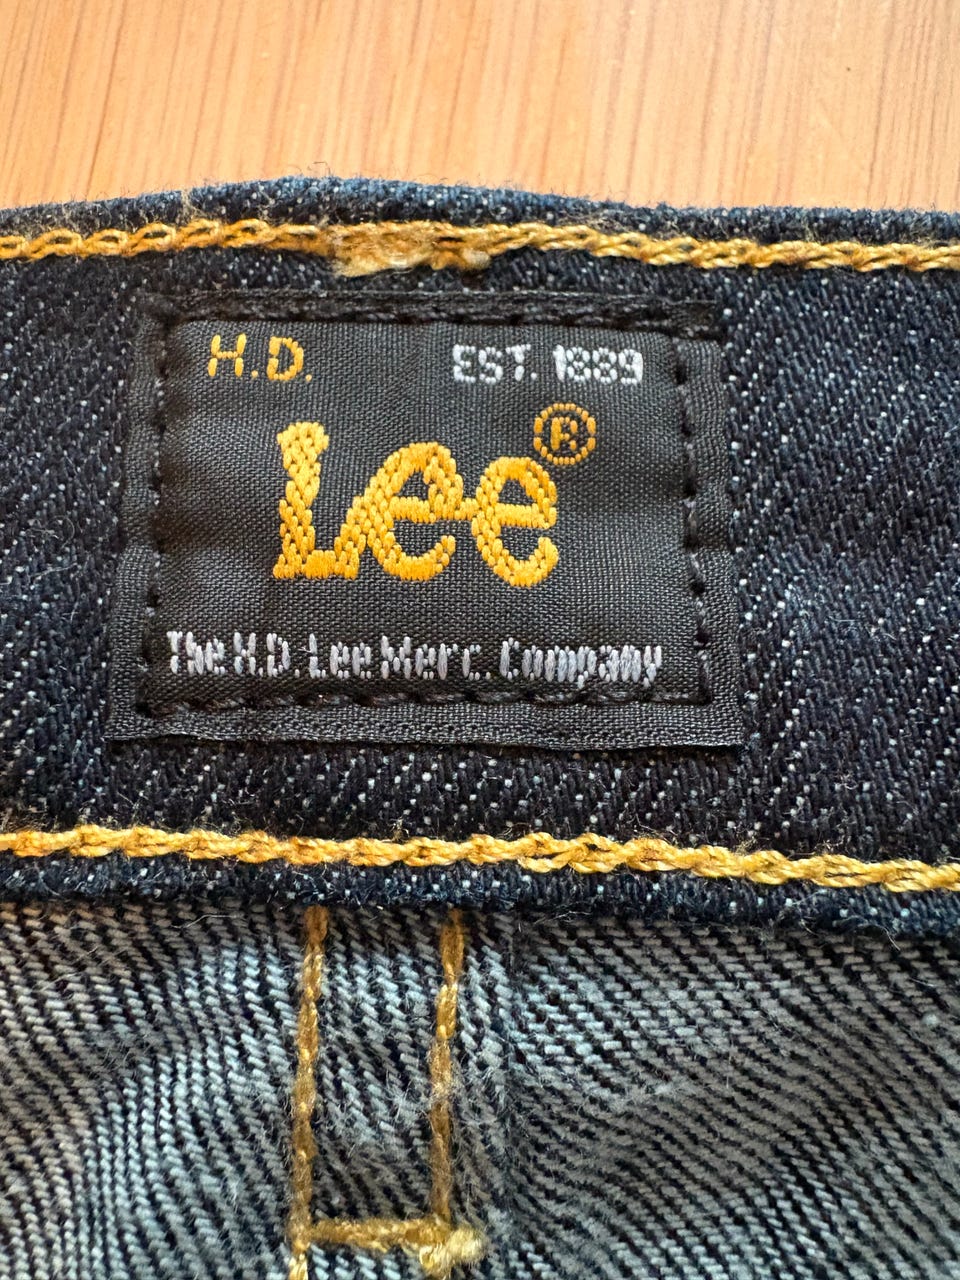 H.D. EST. 1889
Lee®
The H.D. Lee Merc. Company